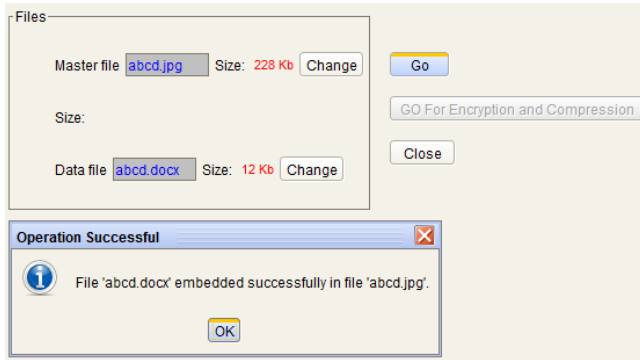 Files
Master file abcd.jpg Size: 228 Kb Change
Go
Size:
GO For Encryption and Compression
Close
Data file abcd.docx Size: 12 Kb Change
Operation Successful
File 'abcd.docx' embedded successfully in file 'abcd.jpg'.
OK